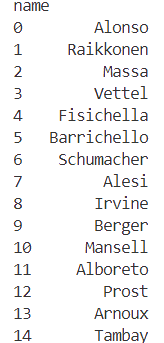 name
0 Alonso
1 Raikkonen
2 Massa
3 Vettel
4 Fisichella
5 Barrichello
6 Schumacher
7 Alesi
8 Irvine
9 Berger
10 Mansell
11 Alboreto
12 Prost
13 Arnoux
14 Tambay